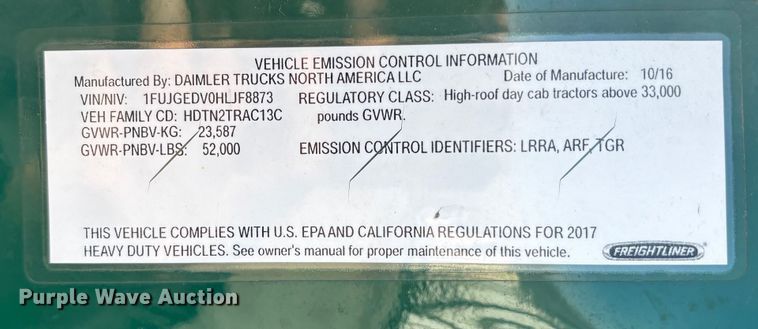 VEHICLE EMISSION CONTROL INFORMATION
Manufactured By: DAIMLER TRUCKS NORTH AMERICA LLC Date of Manufacture: 10/16
VIN/NIV: 1FUJGEDV0HLJF8873 REGULATORY CLASS: High-roof day cab tractors above 33,000
VEH FAMILY CD: HDTN2TRAC13C pounds GVWR.
GVWR-PNBV-KG: 23,587
GVWR-PNBV-LBS: 52,000 EMISSION CONTROL IDENTIFIERS: LRRA, ARF, TGR
THIS VEHICLE COMPLIES WITH U.S. EPA AND CALIFORNIA REGULATIONS FOR 2017
HEAVY DUTY VEHICLES. See owner's manual for proper maintenance of this vehicle.
FREIGHTLINER
Purple Wave Auction